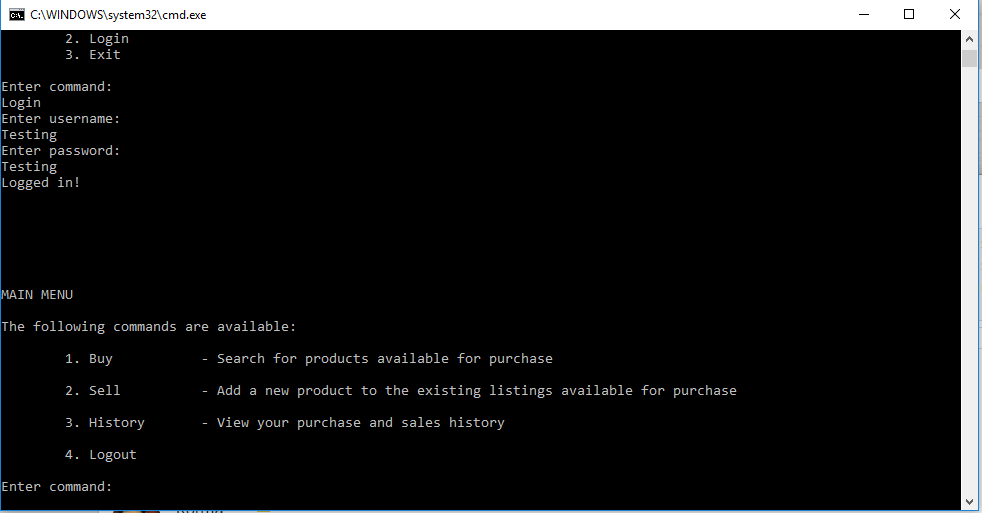 C:\WINDOWS\system32\cmd.exe
2. Login
3. Exit
Enter command:
Login
Enter username:
Testing
Enter password:
Testing
Logged in!
MAIN MENU
The following commands are available:
1. Buy - Search for products available for purchase
2. Sell - Add a new product to the existing listings available for purchase
3. History - View your purchase and sales history
4. Logout
Enter command: